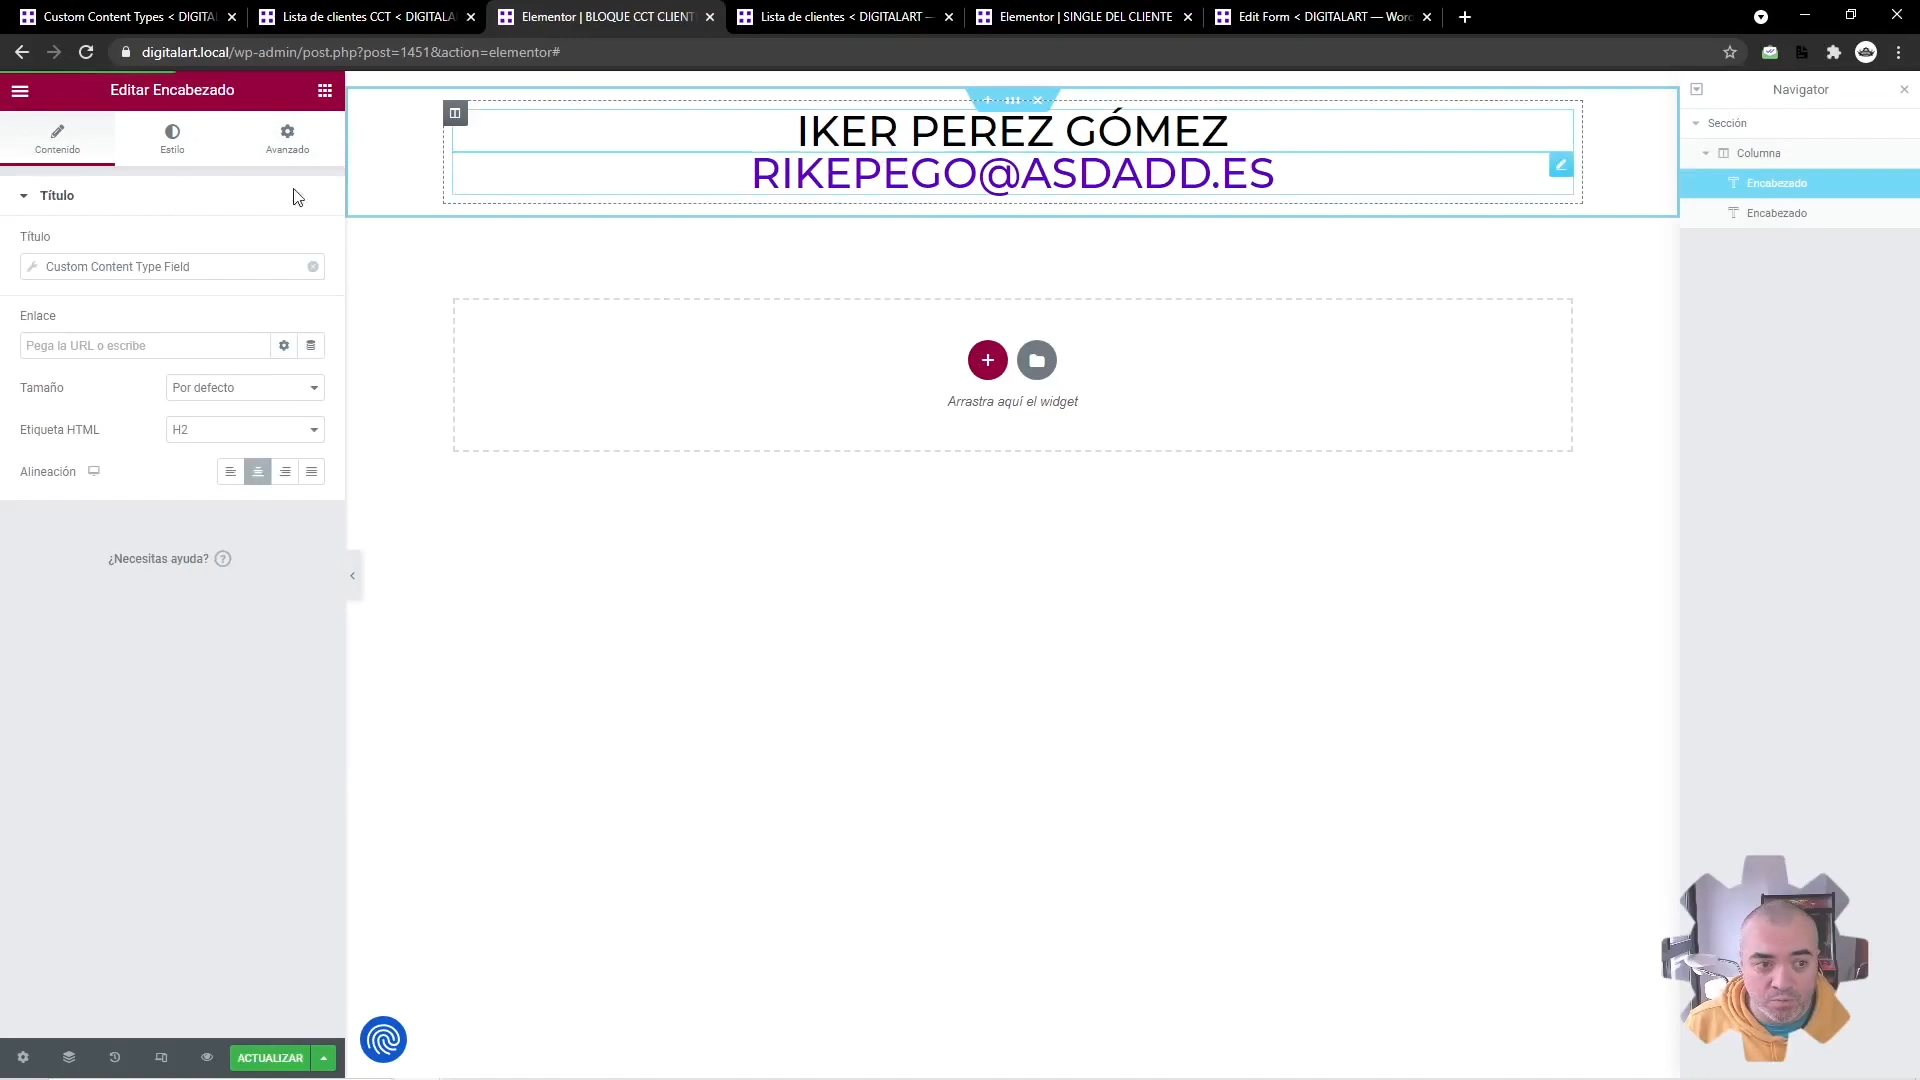 Custom Content Types < DIGITAL
Lista de clientes CCT < DIGITALA
Elementor | BLOQUE CCT CLIENT
Lista de clientes < DIGITALART —
Elementor | SINGLE DEL CLIENTE
Edit Form < DIGITALART — Worc
digitalart.local/wp-admin/post.php?post=1451&action=elementor#
Editar Encabezado
Contenido
Estilo
Avanzado
Título
Título
Custom Content Type Field
Enlace
Pega la URL o escribe
Tamaño
Por defecto
Etiqueta HTML
H2
Alineación
¿Necesitas ayuda?
ACTUALIZAR
IKER PEREZ GÓMEZ
RIKEPEGO@ASDADD.ES
Arrastra aquí el widget
Navigator
Sección
Columna
Encabezado
Encabezado